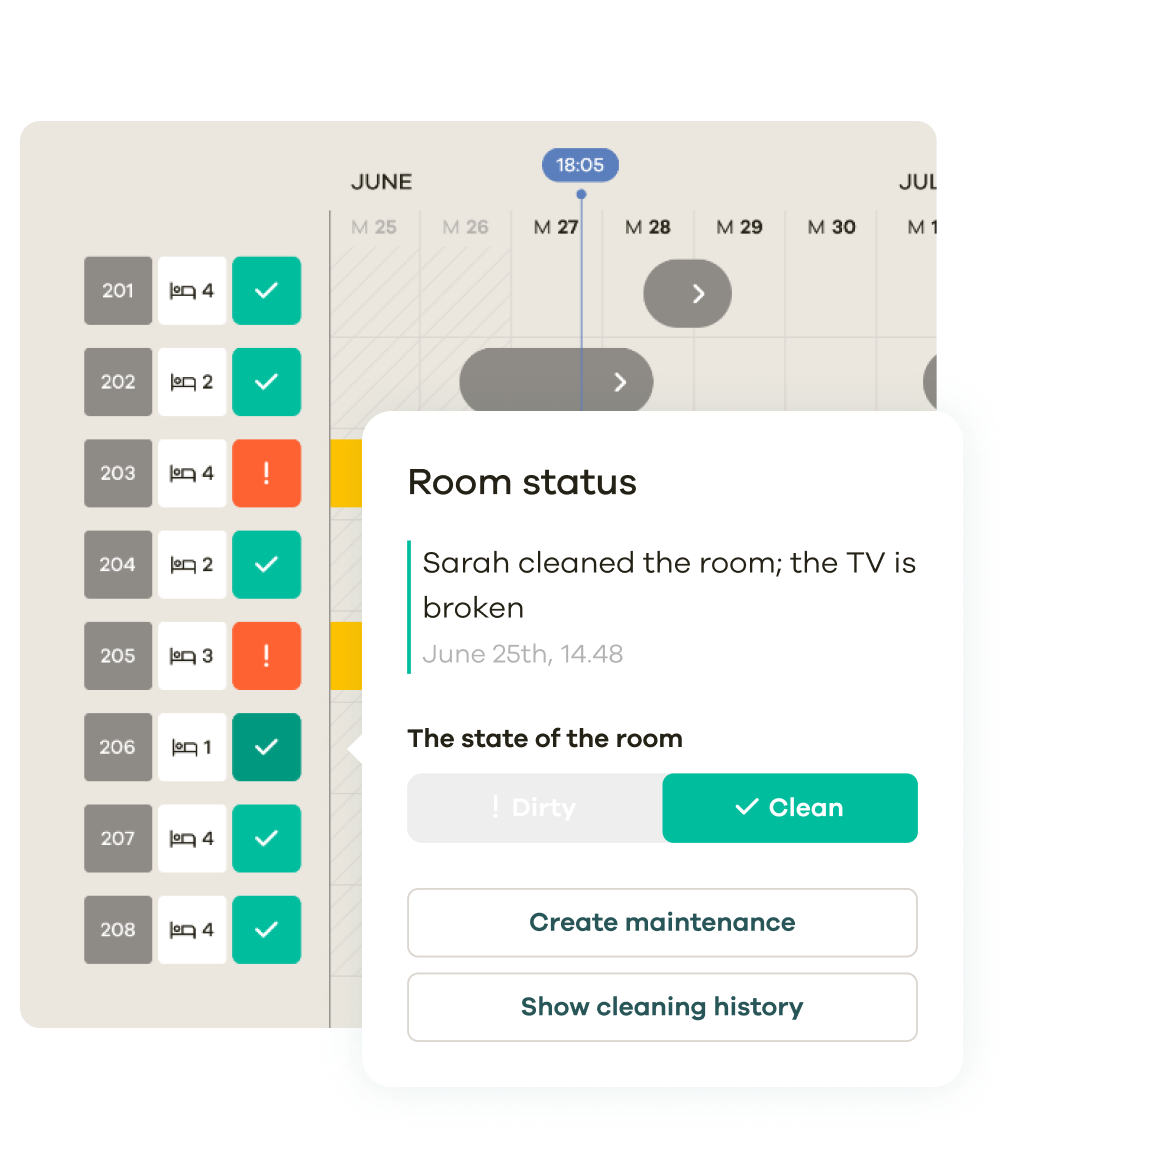 18:05
JUNE
JUL
M 25 M 26 M 27 M 28 M 29 M 30 M 1
201 4
202 2
203 4 !
204 2
205 3 !
206 1
207 4
208 4
Room status
Sarah cleaned the room; the TV is
broken
June 25th, 14.48
The state of the room
! Dirty
Clean
Create maintenance
Show cleaning history